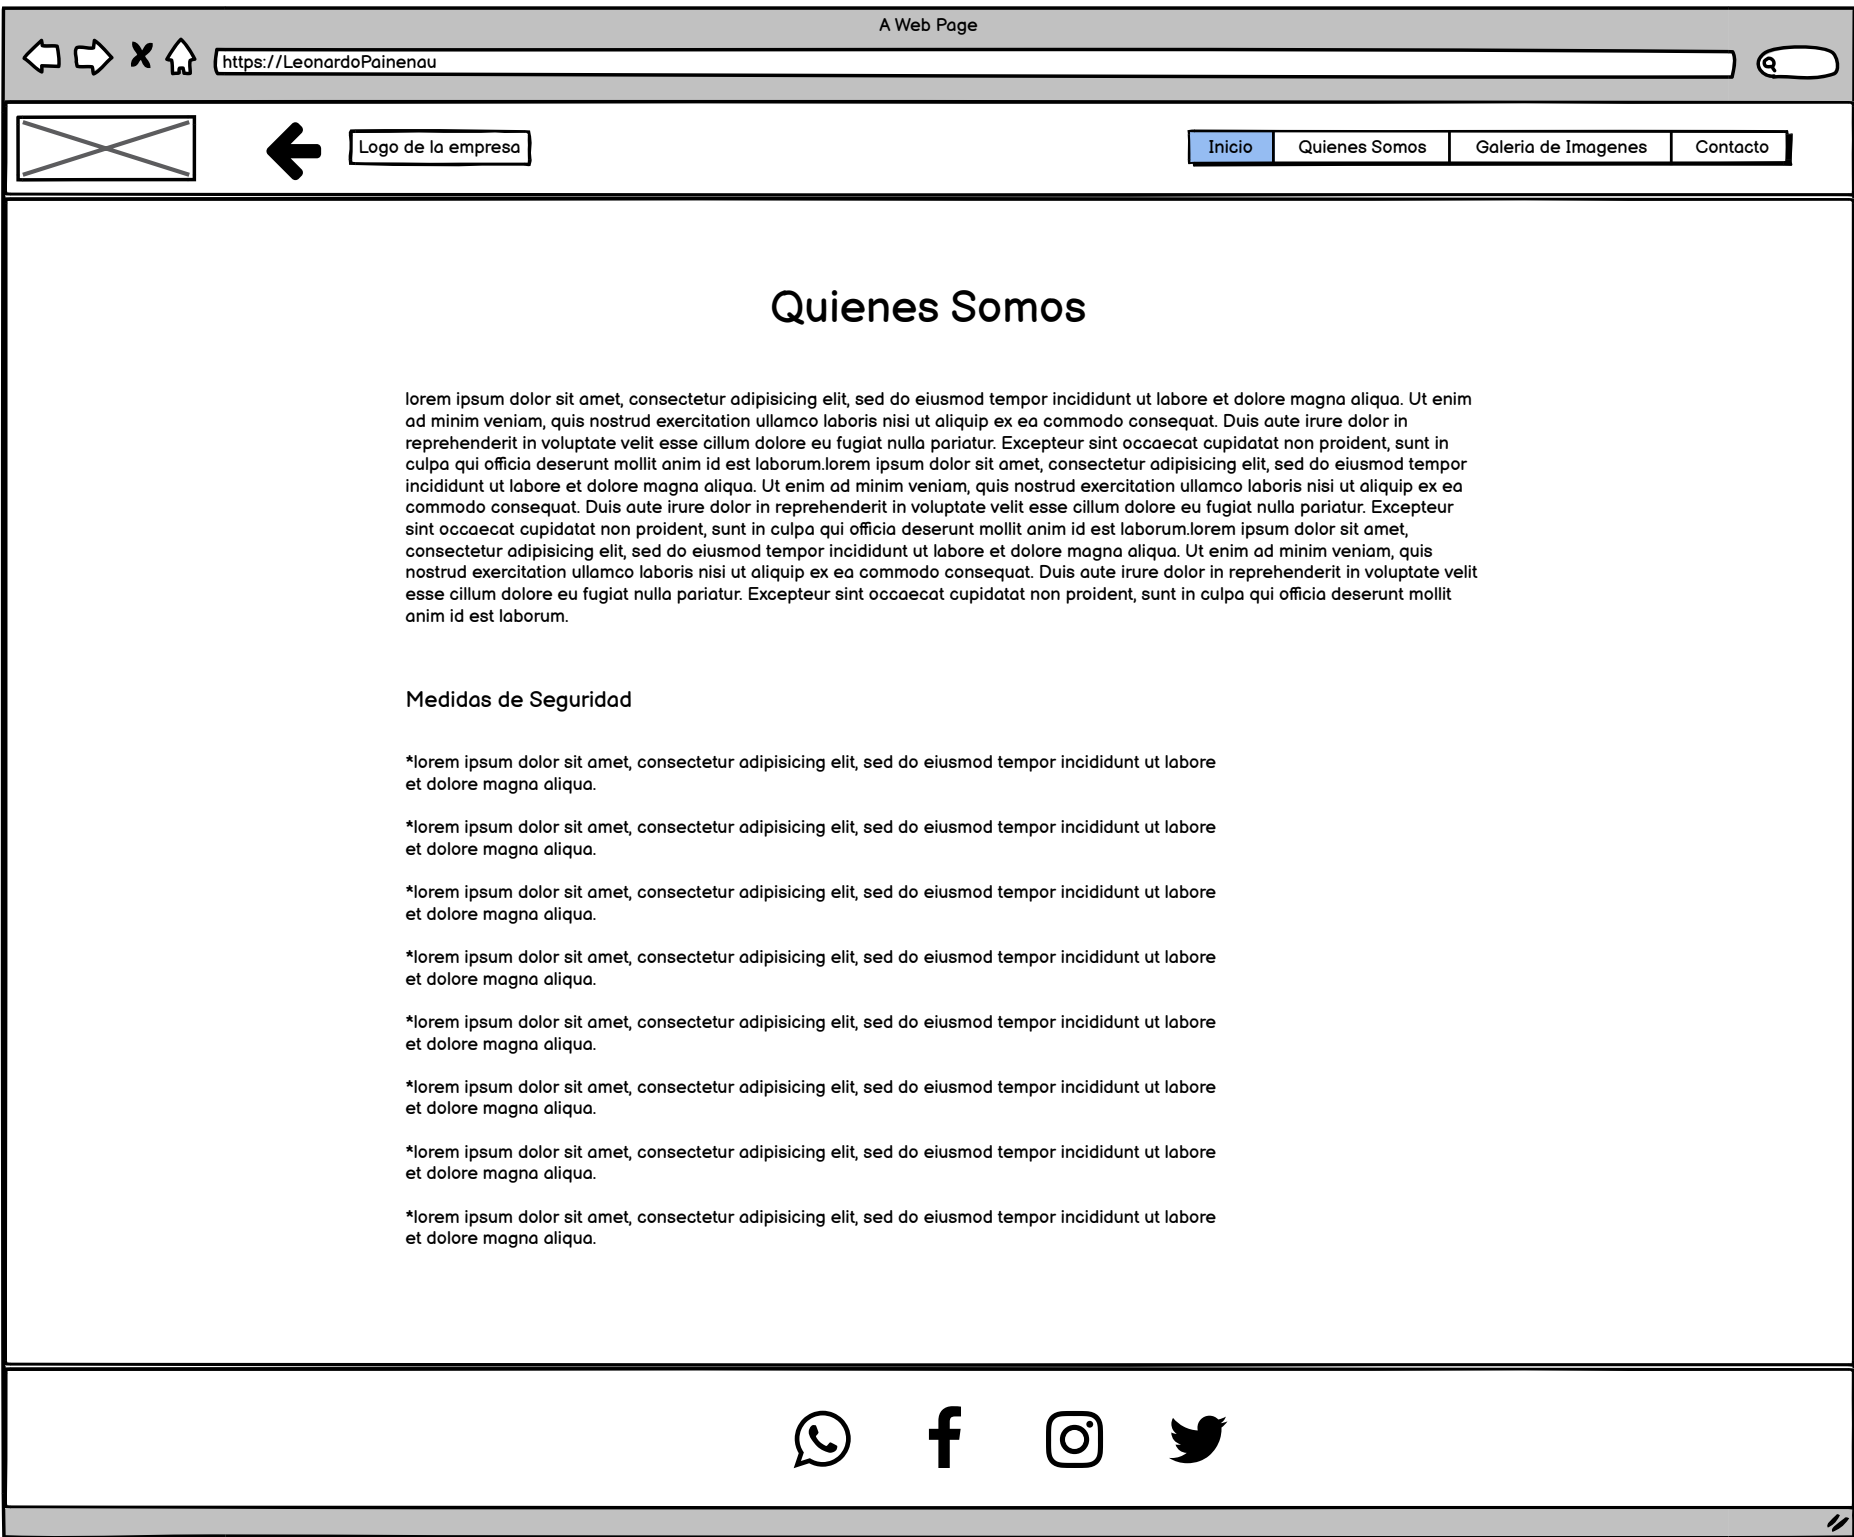 A Web Page
https://LeonardoPainenau
Logo de la empresa
Inicio
Quienes Somos
Galeria de Imagenes
Contacto
Quienes Somos
lorem ipsum dolor sit amet, consectetur adipisicing elit, sed do eiusmod tempor incididunt ut labore et dolore magna aliqua. Ut enim
ad minim veniam, quis nostrud exercitation ullamco laboris nisi ut aliquip ex ea commodo consequat. Duis aute irure dolor in
reprehenderit in voluptate velit esse cillum dolore eu fugiat nulla pariatur. Excepteur sint occaecat cupidatat non proident, sunt in
culpa qui officia deserunt mollit anim id est laborum.lorem ipsum dolor sit amet, consectetur adipisicing elit, sed do eiusmod tempor
incididunt ut labore et dolore magna aliqua. Ut enim ad minim veniam, quis nostrud exercitation ullamco laboris nisi ut aliquip ex ea
commodo consequat. Duis aute irure dolor in reprehenderit in voluptate velit esse cillum dolore eu fugiat nulla pariatur. Excepteur
sint occaecat cupidatat non proident, sunt in culpa qui officia deserunt mollit anim id est laborum.lorem ipsum dolor sit amet,
consectetur adipisicing elit, sed do eiusmod tempor incididunt ut labore et dolore magna aliqua. Ut enim ad minim veniam, quis
nostrud exercitation ullamco laboris nisi ut aliquip ex ea commodo consequat. Duis aute irure dolor in reprehenderit in voluptate velit
esse cillum dolore eu fugiat nulla pariatur. Excepteur sint occaecat cupidatat non proident, sunt in culpa qui officia deserunt mollit
anim id est laborum.
Medidas de Seguridad
*lorem ipsum dolor sit amet, consectetur adipisicing elit, sed do eiusmod tempor incididunt ut labore
et dolore magna aliqua.
*lorem ipsum dolor sit amet, consectetur adipisicing elit, sed do eiusmod tempor incididunt ut labore
et dolore magna aliqua.
*lorem ipsum dolor sit amet, consectetur adipisicing elit, sed do eiusmod tempor incididunt ut labore
et dolore magna aliqua.
*lorem ipsum dolor sit amet, consectetur adipisicing elit, sed do eiusmod tempor incididunt ut labore
et dolore magna aliqua.
*lorem ipsum dolor sit amet, consectetur adipisicing elit, sed do eiusmod tempor incididunt ut labore
et dolore magna aliqua.
*lorem ipsum dolor sit amet, consectetur adipisicing elit, sed do eiusmod tempor incididunt ut labore
et dolore magna aliqua.
*lorem ipsum dolor sit amet, consectetur adipisicing elit, sed do eiusmod tempor incididunt ut labore
et dolore magna aliqua.
*lorem ipsum dolor sit amet, consectetur adipisicing elit, sed do eiusmod tempor incididunt ut labore
et dolore magna aliqua.